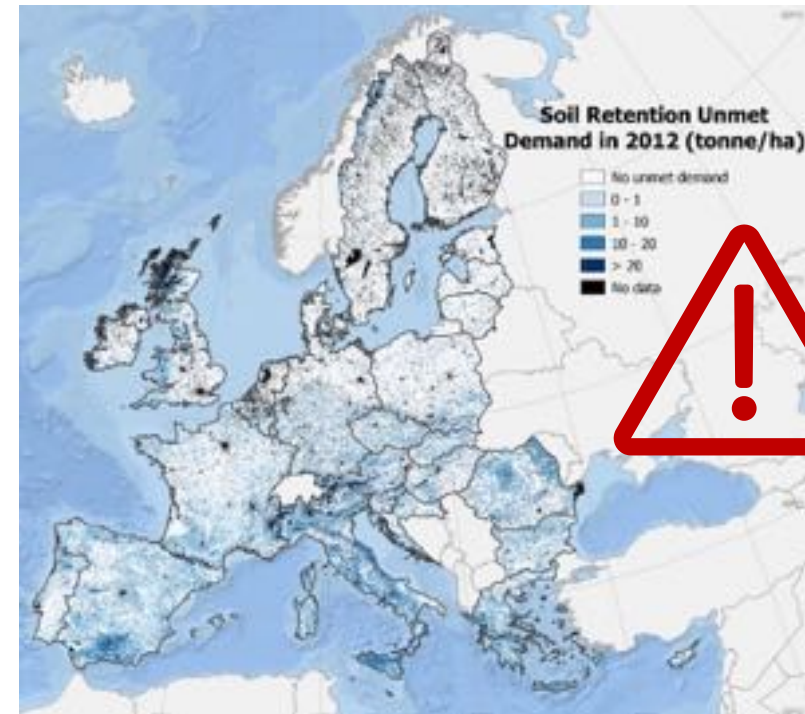 Soil Retention Unmet
Demand in 2012 (tonne/ha)
No unmet demand
0 - 1
1 - 10
10 - 20
> 20
No data
!